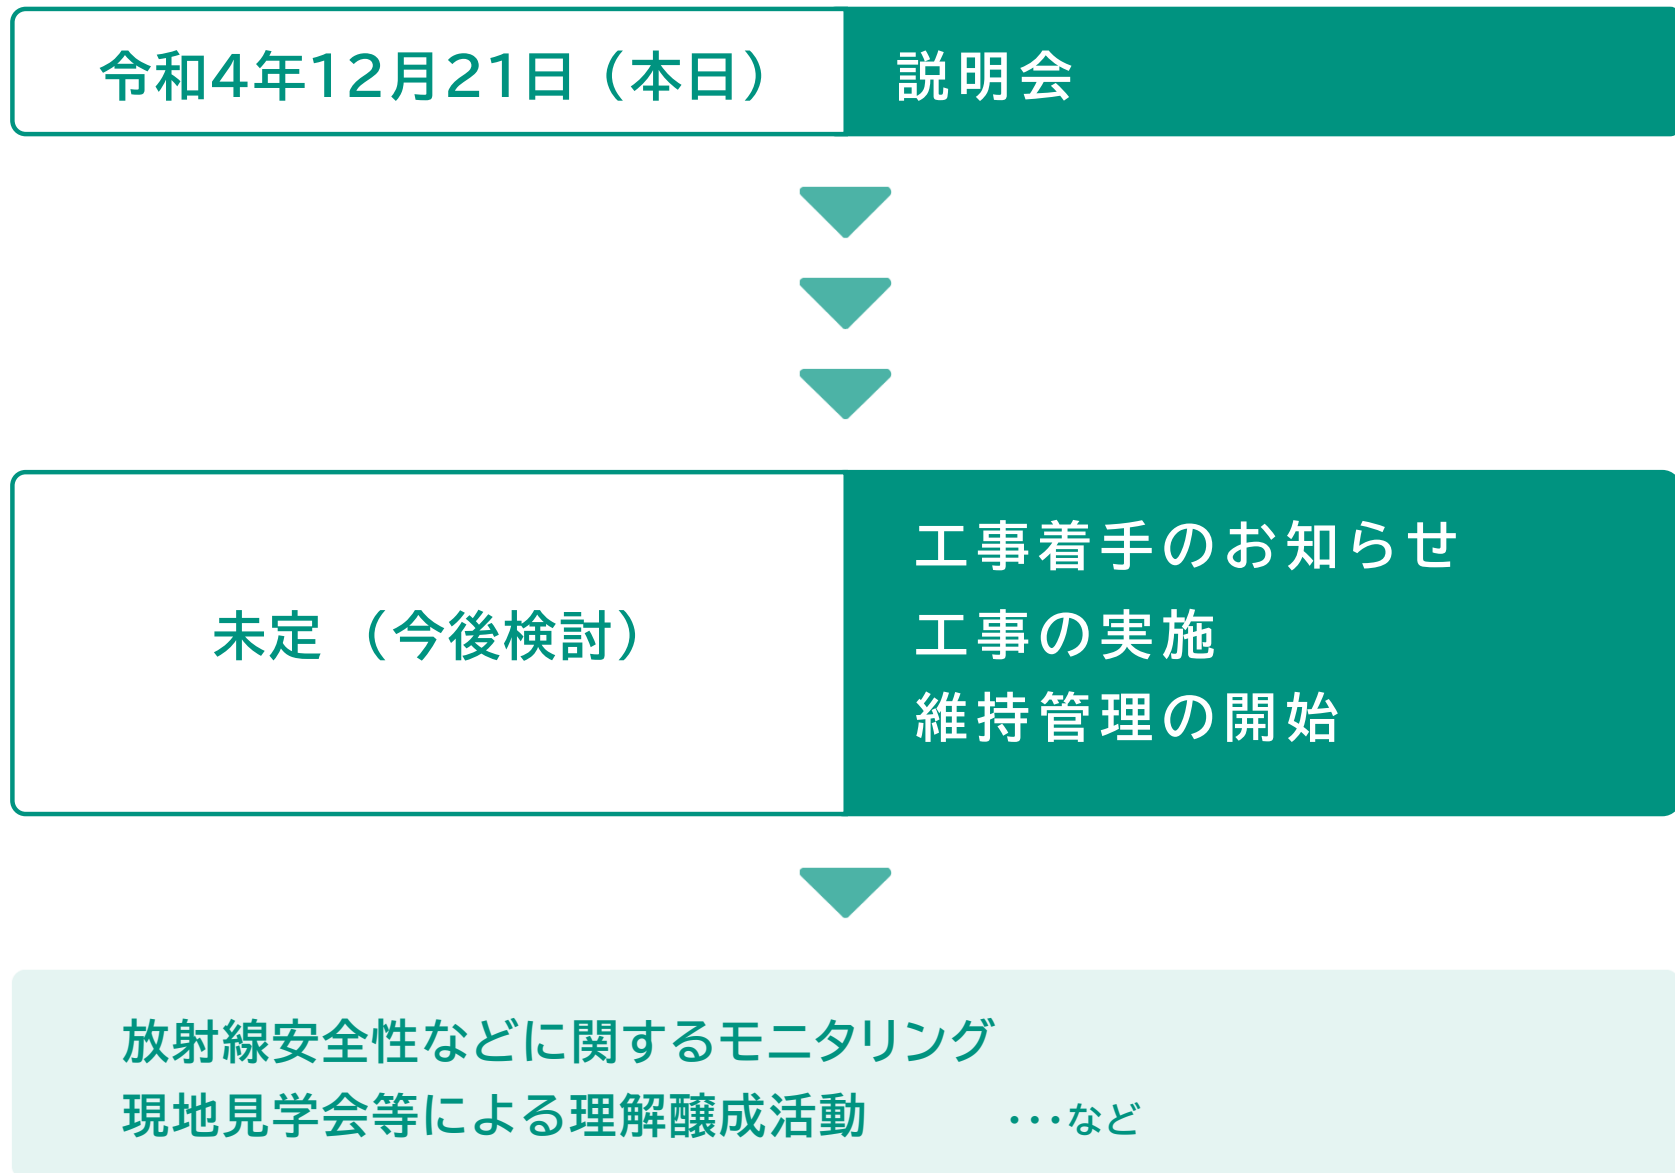 令和4年12月21日（本日）
説明会
未定（今後検討）
工事着手のお知らせ
工事の実施
維持管理の開始
放射線安全性などに関するモニタリング
現地見学会等による理解醸成活動 ・・・など